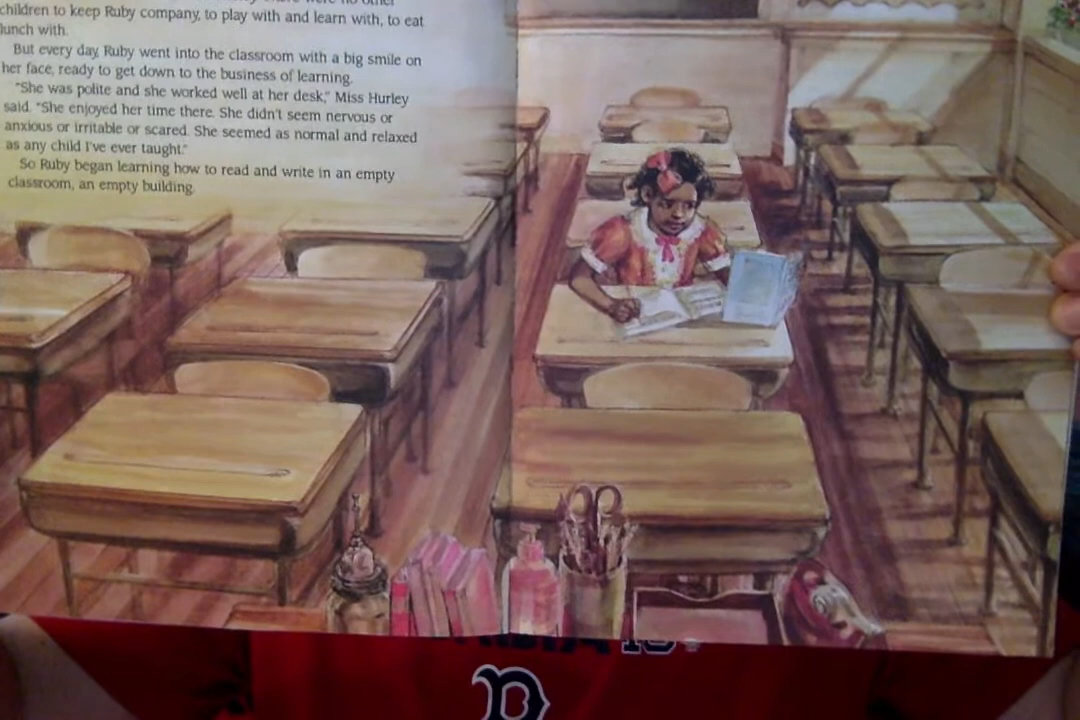 children to keep Ruby company, to play with and learn with, to eat
lunch with.
But every day, Ruby went into the classroom with a big smile on
her face, ready to get down to the business of learning.
"She was polite and she worked well at her desk," Miss Hurley
said. "She enjoyed her time there. She didn't seem nervous or
anxious or irritable or scared. She seemed as normal and relaxed
as any child I've ever taught."
So Ruby began learning how to read and write in an empty
classroom, an empty building.